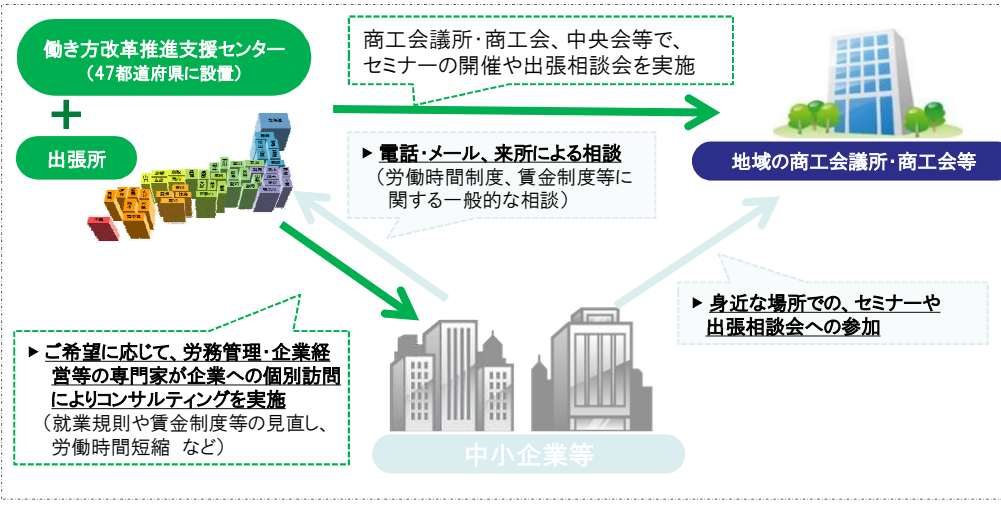 働き方改革推進支援センター
（47都道府県に設置）
＋
出張所
商工会議所・商工会、中央会等で、
セミナーの開催や出張相談会を実施
地域の商工会議所・商工会等
▶ 電話・メール、来所による相談
（労働時間制度、賃金制度等に
関する一般的な相談）
▶ 身近な場所での、セミナーや
出張相談会への参加
▶ ご希望に応じて、労務管理・企業経
営等の専門家が企業への個別訪問
によりコンサルティングを実施
（就業規則や賃金制度等の見直し、
労働時間短縮 など）
中小企業等